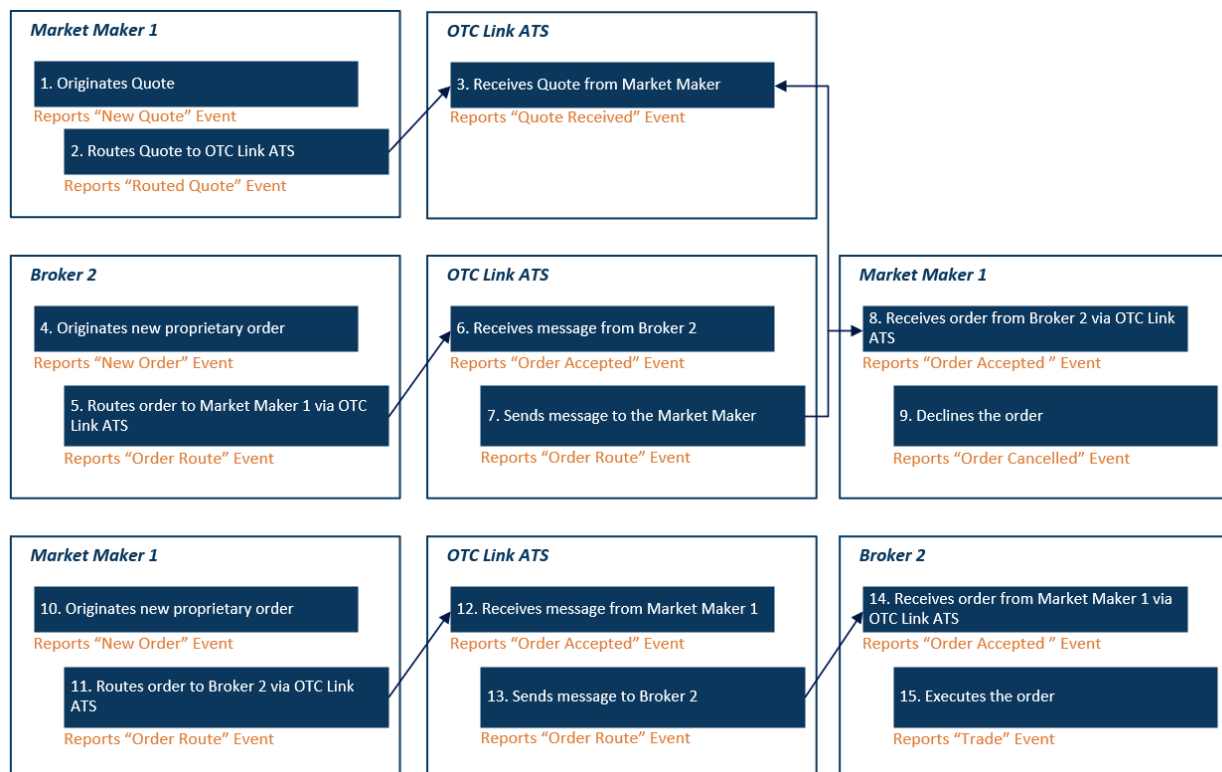 Market Maker 1
1. Originates Quote
Reports “New Quote” Event
2. Routes Quote to OTC Link ATS
Reports “Routed Quote” Event
OTC Link ATS
3. Receives Quote from Market Maker
Reports “Quote Received” Event
Broker 2
4. Originates new proprietary order
Reports “New Order” Event
5. Routes order to Market Maker 1 via OTC
Link ATS
Reports “Order Route” Event
OTC Link ATS
6. Receives message from Broker 2
Reports “Order Accepted” Event
7. Sends message to the Market Maker
Reports “Order Route” Event
Market Maker 1
8. Receives order from Broker 2 via OTC Link
ATS
Reports “Order Accepted ” Event
9. Declines the order
Reports “Order Cancelled” Event
Market Maker 1
10. Originates new proprietary order
Reports “New Order” Event
11. Routes order to Broker 2 via OTC Link
ATS
Reports “Order Route” Event
OTC Link ATS
12. Receives message from Market Maker 1
Reports “Order Accepted” Event
13. Sends message to Broker 2
Reports “Order Route” Event
Broker 2
14. Receives order from Market Maker 1 via
OTC Link ATS
Reports “Order Accepted ” Event
15. Executes the order
Reports “Trade” Event